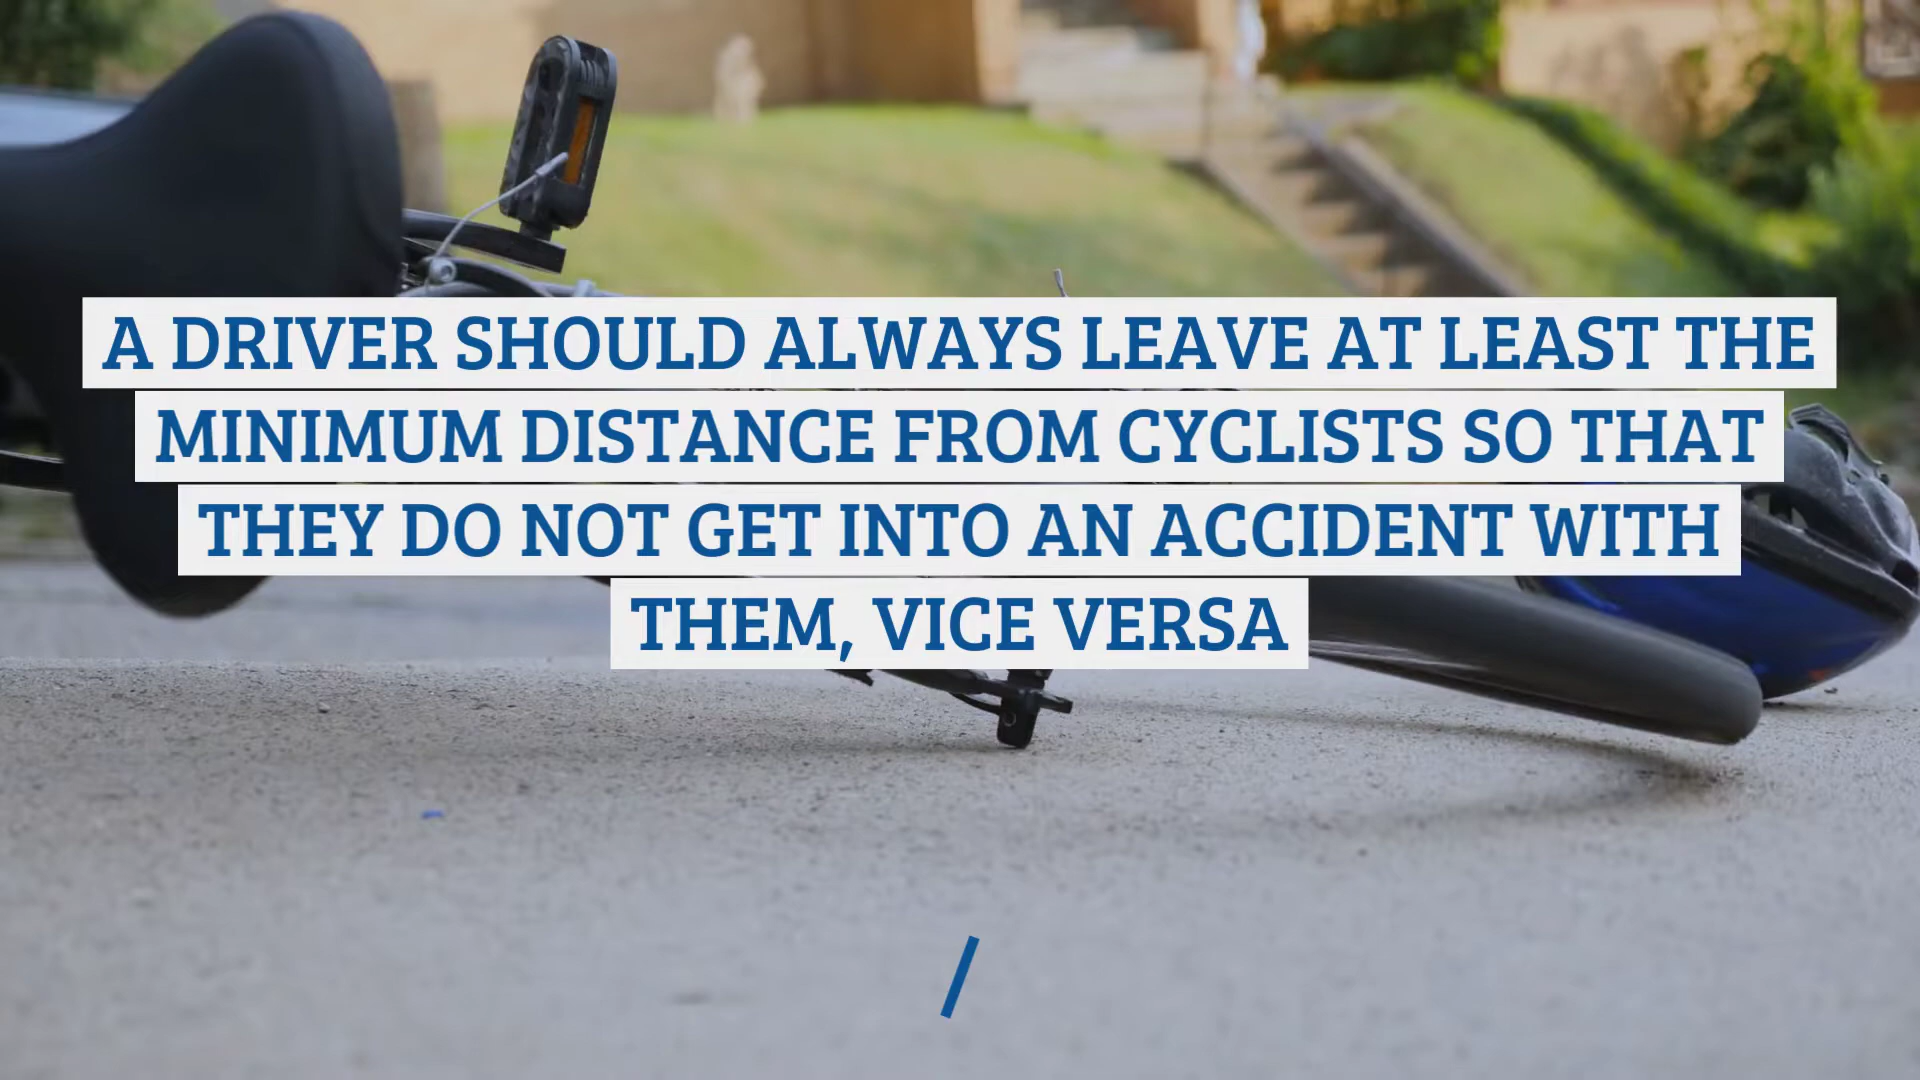 A DRIVER SHOULD ALWAYS LEAVE AT LEAST THE
MINIMUM DISTANCE FROM CYCLISTS SO THAT
THEY DO NOT GET INTO AN ACCIDENT WITH
THEM, VICE VERSA
/